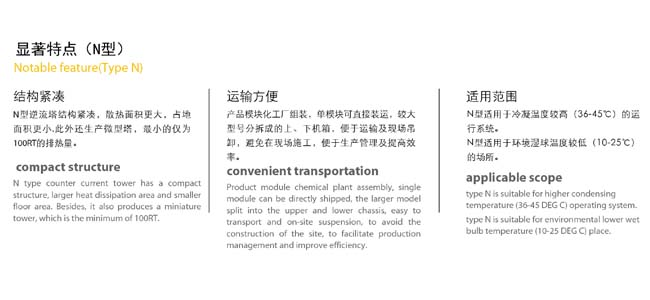 显著特点（N型）
Notable feature(Type N)
结构紧凑
N型逆流塔结构紧凑，散热面积更大，占地
面积更小,此外还生产微型塔，最小的仅为
100RT的排热量。
compact structure
N type counter current tower has a compact
structure, larger heat dissipation area and smaller
floor area. Besides, it also produces a miniature
tower, which is the minimum of 100RT.
运输方便
产品模块化工厂组装，单模块可直接装运，较大
型号分拆成的上、下机箱，便于运输及现场吊
卸，避免在现场施工，使于生产管理及提高效
率。
convenient transportation
Product module chemical plant assembly, single
module can be directly shipped, the larger model
split into the upper and lower chassis, easy to
transport and on-site suspension, to avoid the
construction of the site, to facilitate production
management and improve efficiency.
适用范围
N型适用于冷凝温度较高（36-45℃）的运
行系统。
N型适用于环境湿球温度较低（10-25℃）
的场所。
applicable scope
type N is suitable for higher condensing
temperature (36-45 DEG C) operating system.
type N is suitable for environmental lower wet
bulb temperature (10-25 DEG C) place.